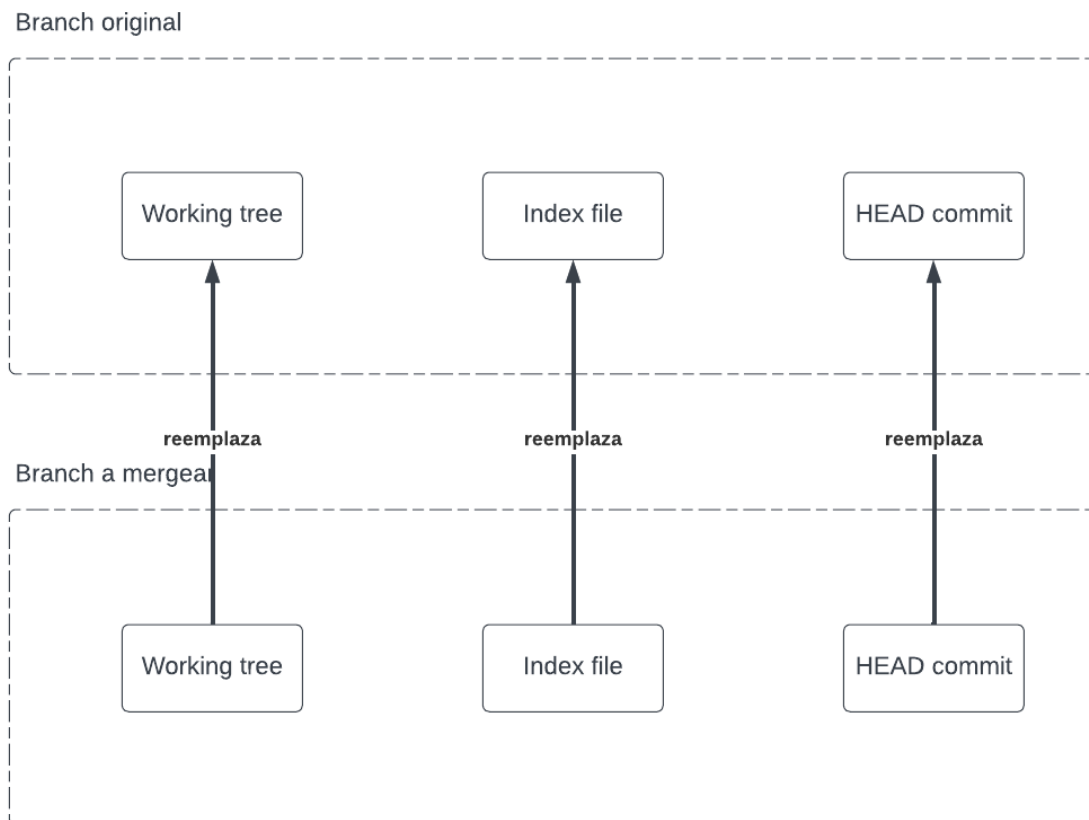 Branch original
Working tree
Index file
HEAD commit
reemplaza
reemplaza
reemplaza
Branch a mergear
Working tree
Index file
HEAD commit